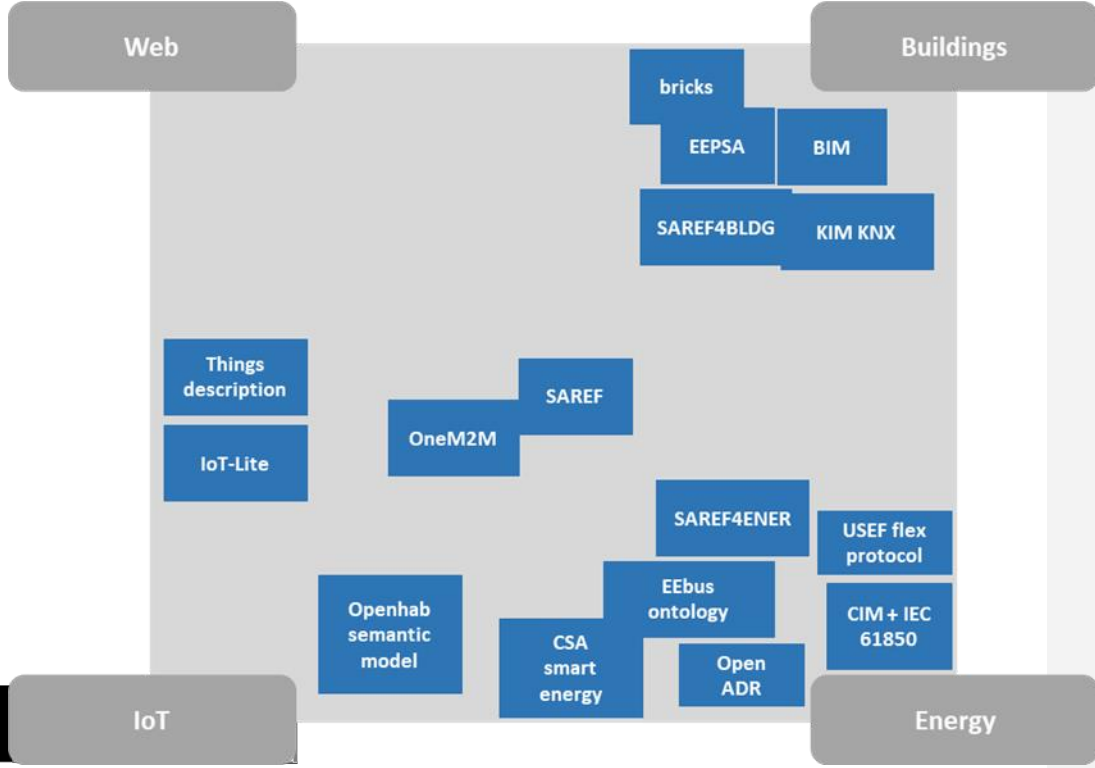 Web
Buildings
bricks
EEPSA
BIM
SAREF4BLDG
KIM KNX
Things
description
SAREF
OneM2M
IoT-Lite
SAREF4ENER
USEF flex
protocol
EEbus
ontology
Openhab
semantic
model
CIM + IEC
61850
CSA
smart
energy
Open
ADR
IoT
Energy